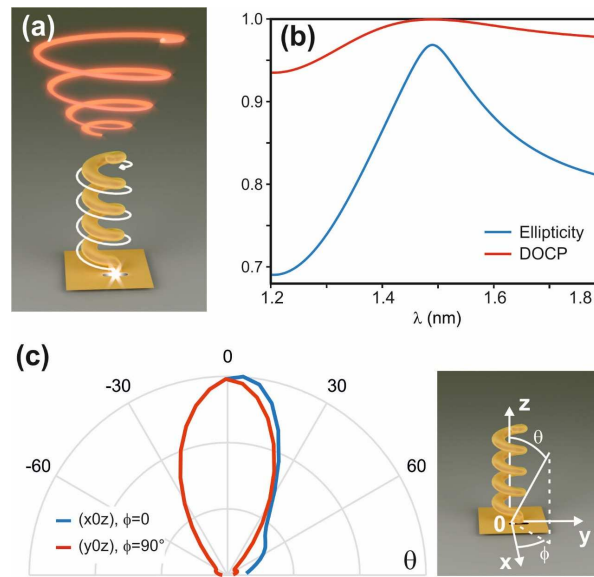 (a)
(b)
1.0
0.9
0.8
0.7
Ellipticity
DOCP
1.2
1.4
1.6
1.8
λ (nm)
(c)
0
-30
30
-60
60
(x0z), ϕ=0
(y0z), ϕ=90°
θ
z
θ
0
y
x
ϕ